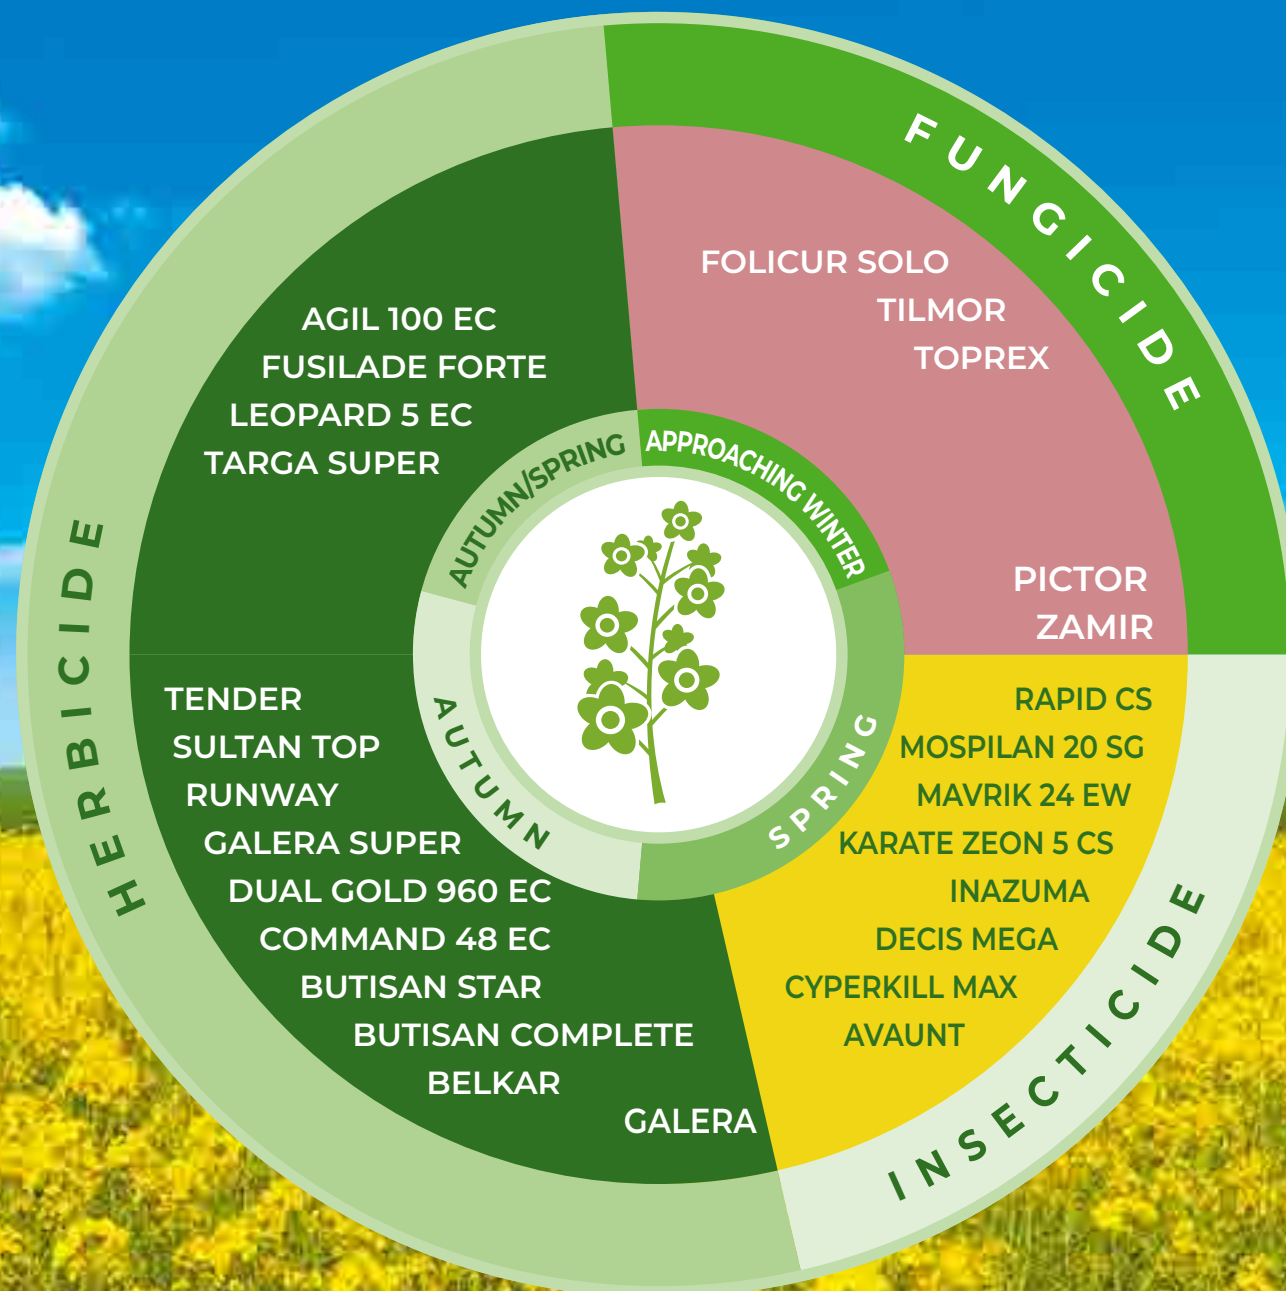 FUNGICIDE
FOLICUR SOLO
TILMOR
TOPREX
PICTOR
ZAMIR
HERBICIDE
AGIL 100 EC
FUSILADE FORTE
LEOPARD 5 EC
TARGA SUPER
AUTUMN/SPRING
APPROACHING WINTER
AUTUMN
SPRING
TENDER
SULTAN TOP
RUNWAY
GALERA SUPER
DUAL GOLD 960 EC
COMMAND 48 EC
BUTISAN STAR
BUTISAN COMPLETE
BELKAR
GALERA
RAPID CS
MOSPILAN 20 SG
MAVRIK 24 EW
KARATE ZEON 5 CS
INAZUMA
DECIS MEGA
CYPERKILL MAX
AVAUNT
INSECTICIDE